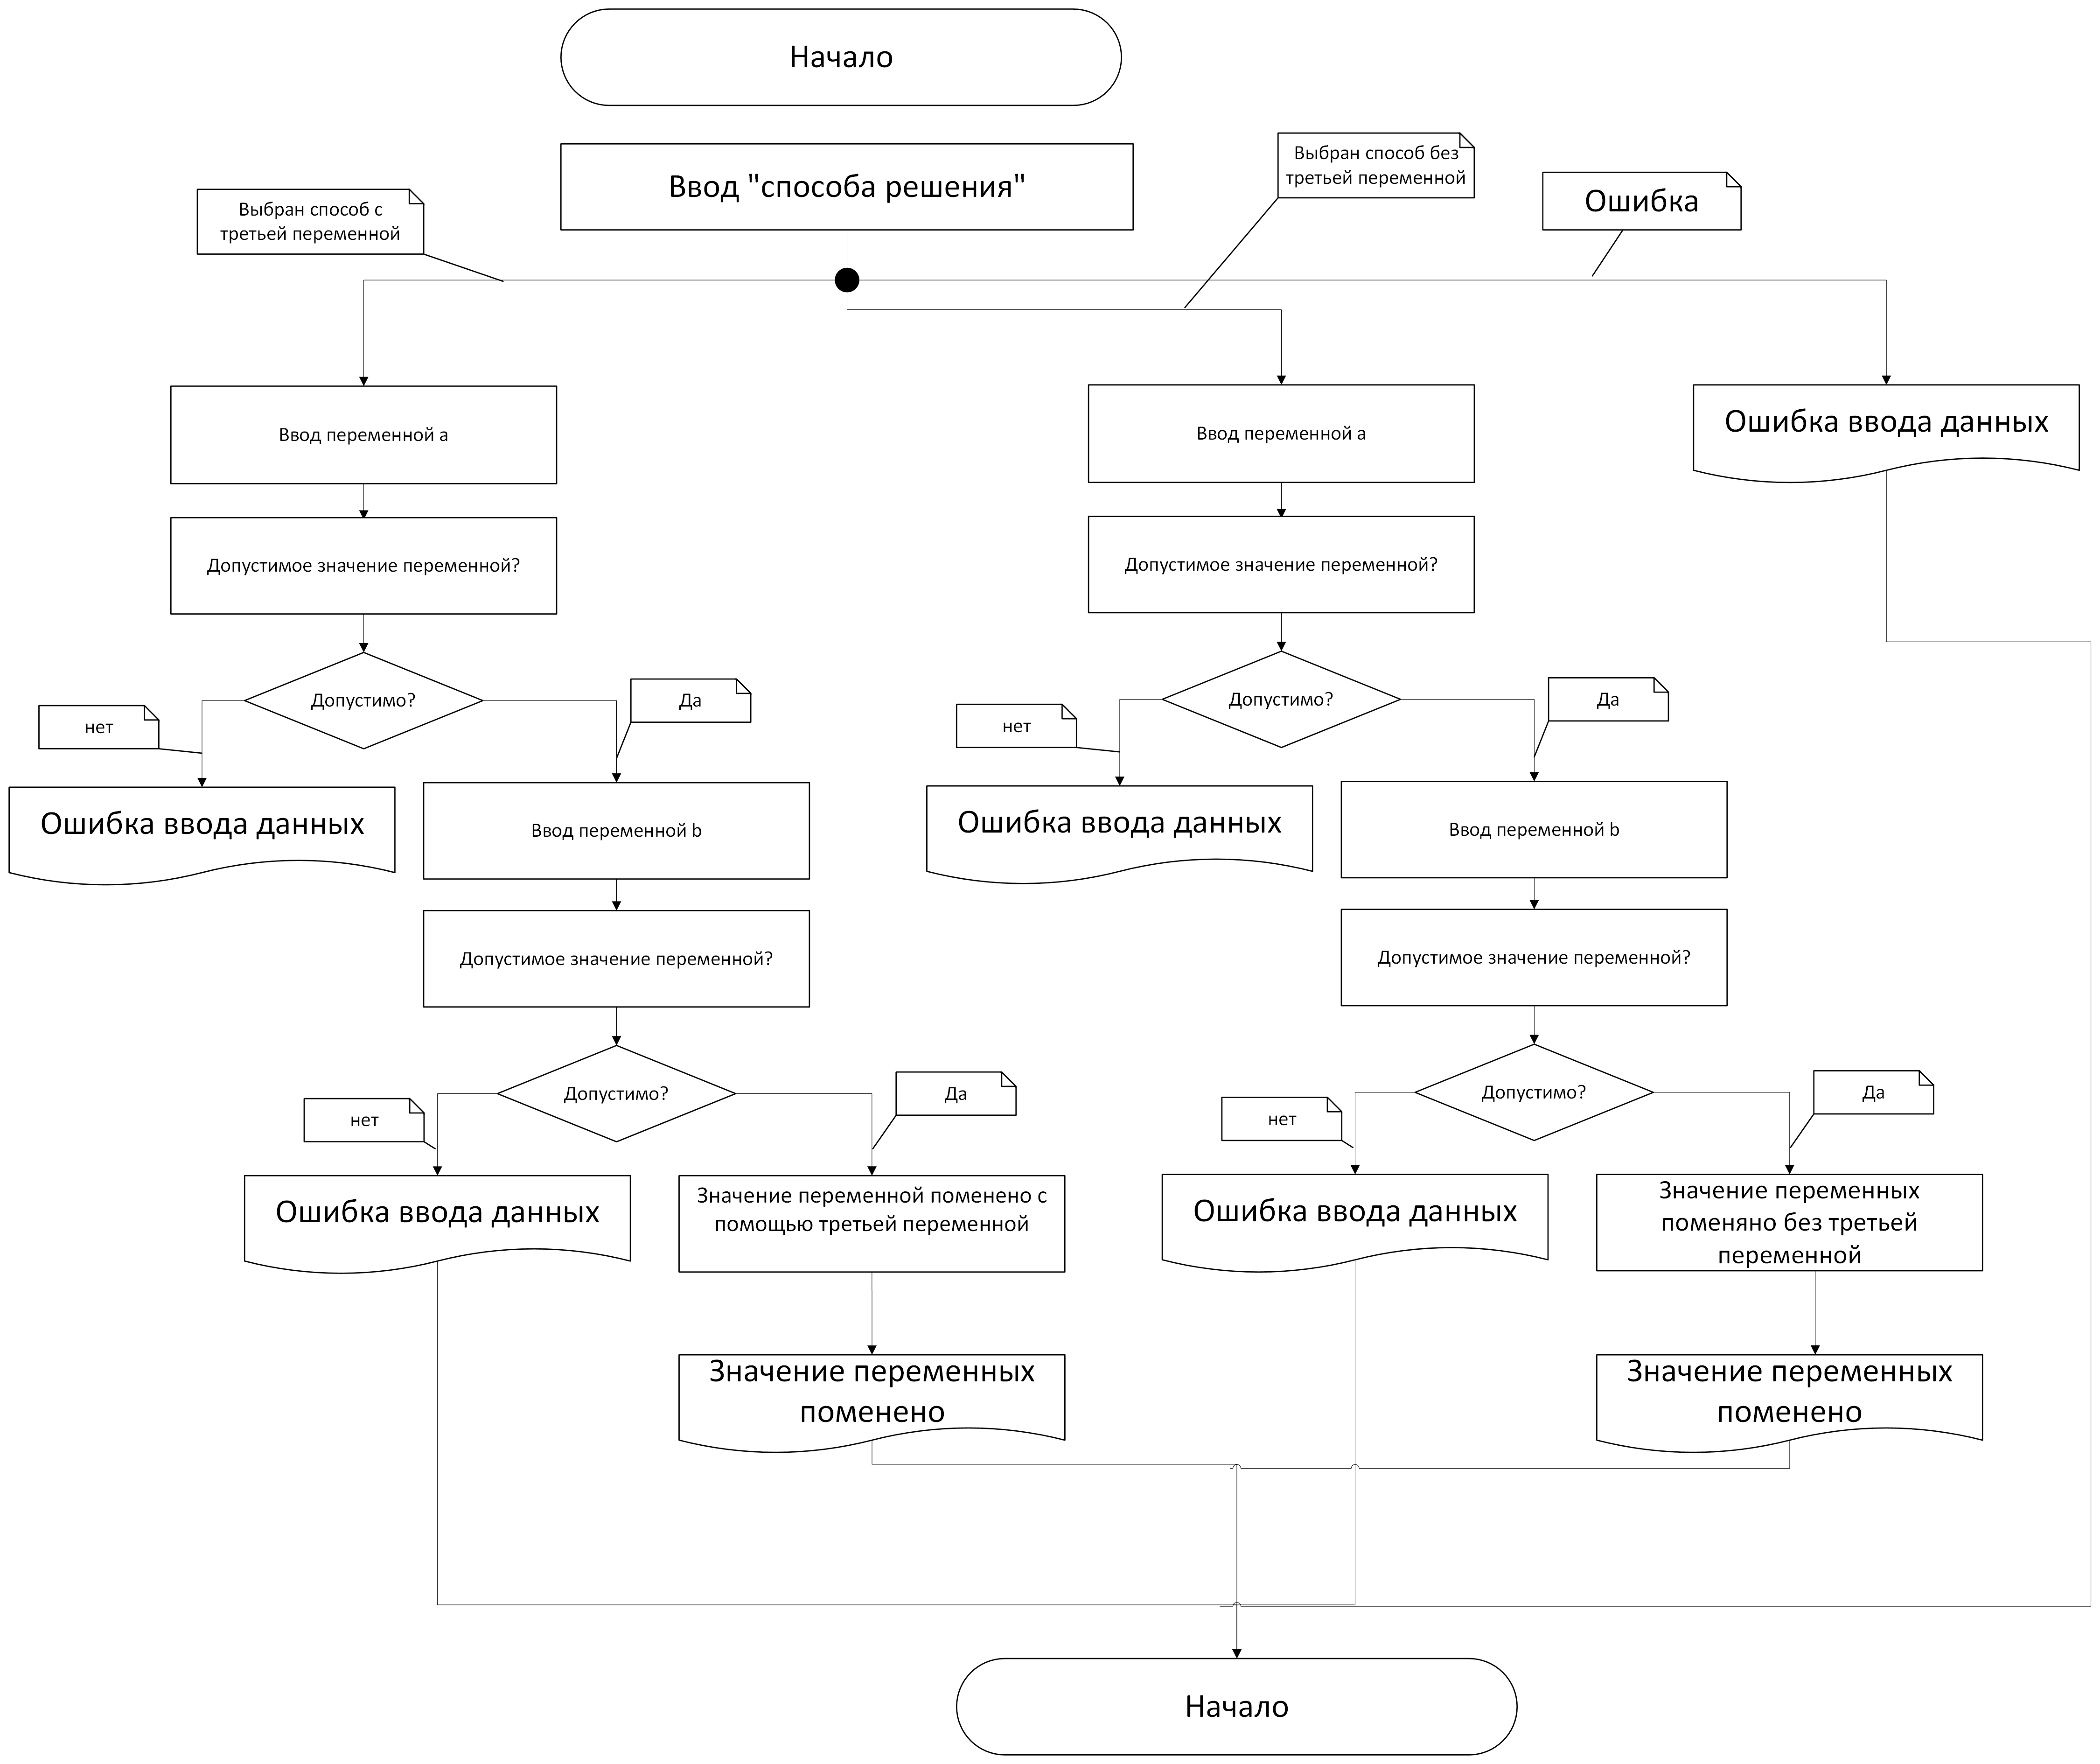 Начало
Ввод "способа решения"
Выбран способ без
третьей переменной
Ошибка
Выбран способ с
третьей переменной
Ввод переменной a
Ввод переменной a
Ошибка ввода данных
Допустимое значение переменной?
Допустимое значение переменной?
Допустимо?
Да
нет
Допустимо?
Да
нет
Ошибка ввода данных
Ввод переменной b
Ошибка ввода данных
Ввод переменной b
Допустимое значение переменной?
Допустимое значение переменной?
Допустимо?
Да
нет
Допустимо?
Да
нет
Ошибка ввода данных
Значение переменной поменено с
помощью третьей переменной
Ошибка ввода данных
Значение переменных
поменяно без третьей
переменной
Значение переменных
поменено
Значение переменных
поменено
Начало